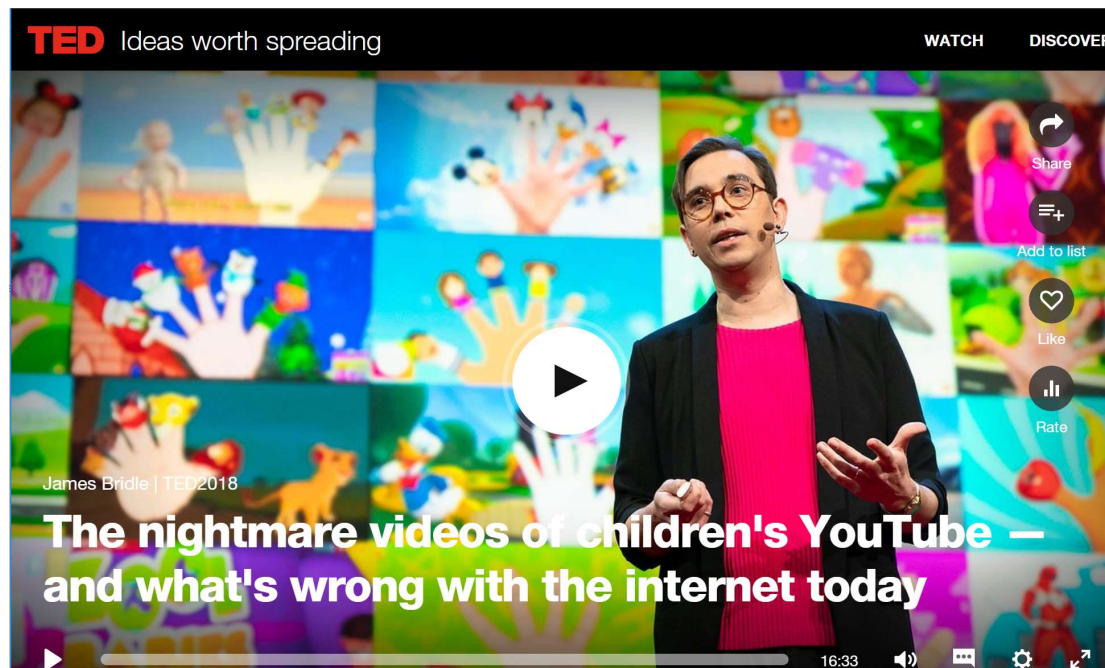 TED Ideas worth spreading WATCH DISCOVER
Share
Add to list
Like
Rate
James Bridle | TED2018
The nightmare videos of children's YouTube —
and what's wrong with the internet today
16:33